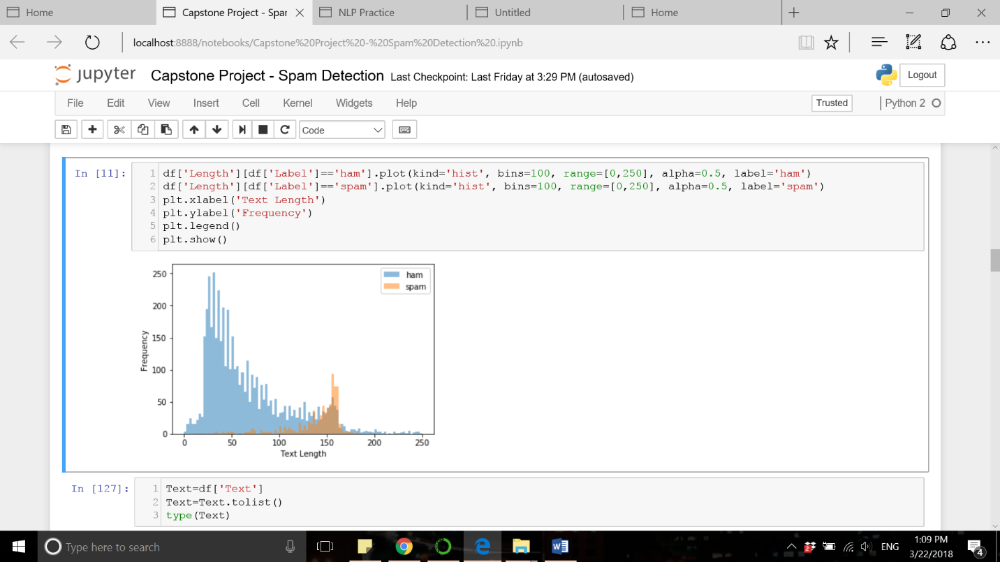 Home
Capstone Project - Spar
NLP Practice
Untitled
Home
localhost:8888/notebooks/Capstone%20Project%20-%20Spam%20Detection%20.ipynb
jupyter Capstone Project - Spam Detection Last Checkpoint: Last Friday at 3:29 PM (autosaved)
Logout
File Edit View Insert Cell Kernel Widgets Help
Trusted
Python 2
Code
In [11]:
1 df['Length'][df['Label']=='ham'].plot(kind='hist', bins=100, range=[0,250], alpha=0.5, label='ham')
2 df['Length'][df['Label']=='spam'].plot(kind='hist', bins=100, range=[0,250], alpha=0.5, label='spam')
3 plt.xlabel('Text Length')
4 plt.ylabel('Frequency')
5 plt.legend()
6 plt.show()
ham
spam
250
200
150
100
50
0
Frequency
0 50 100 150 200 250
Text Length
In [127]:
1 Text=df['Text']
2 Text=Text.tolist()
3 type(Text)
Type here to search
ENG
1:09 PM
3/22/2018
4